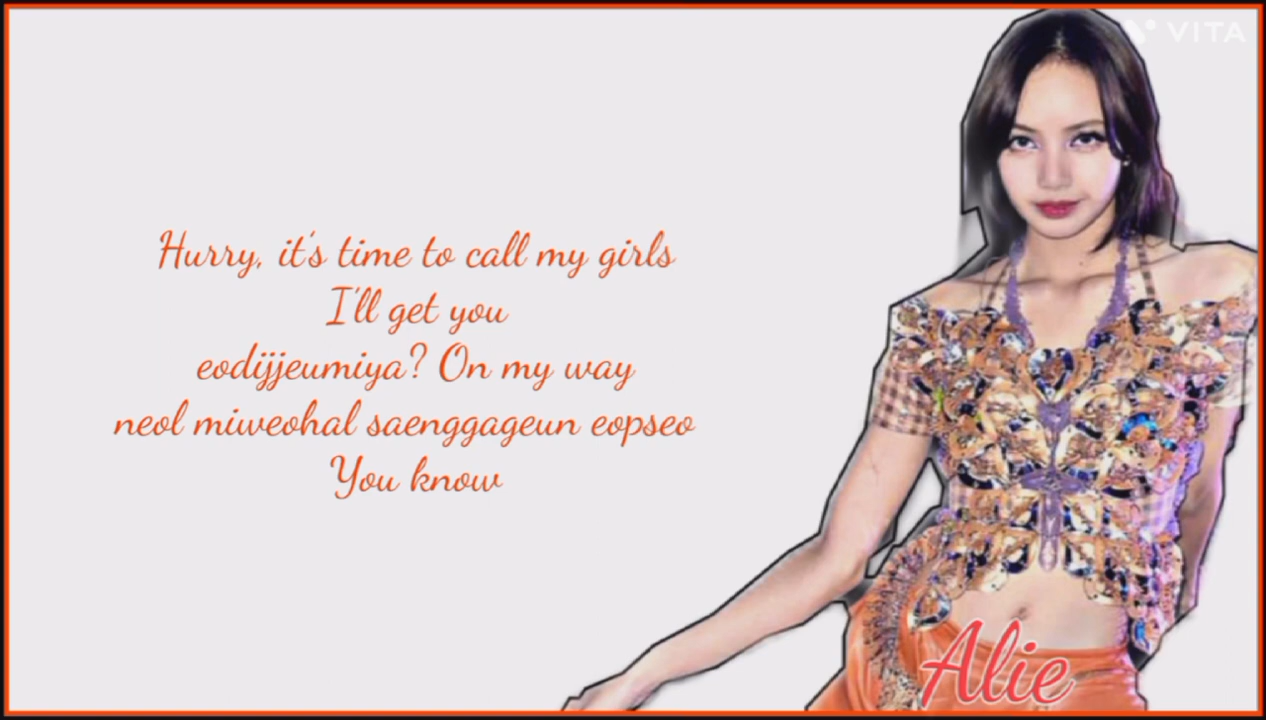 VITA
Hurry, it's time to call my girls
I'll get you
eodijjeumiya? On my way
neol miweohal saenggageun eopseo
You know
Alie